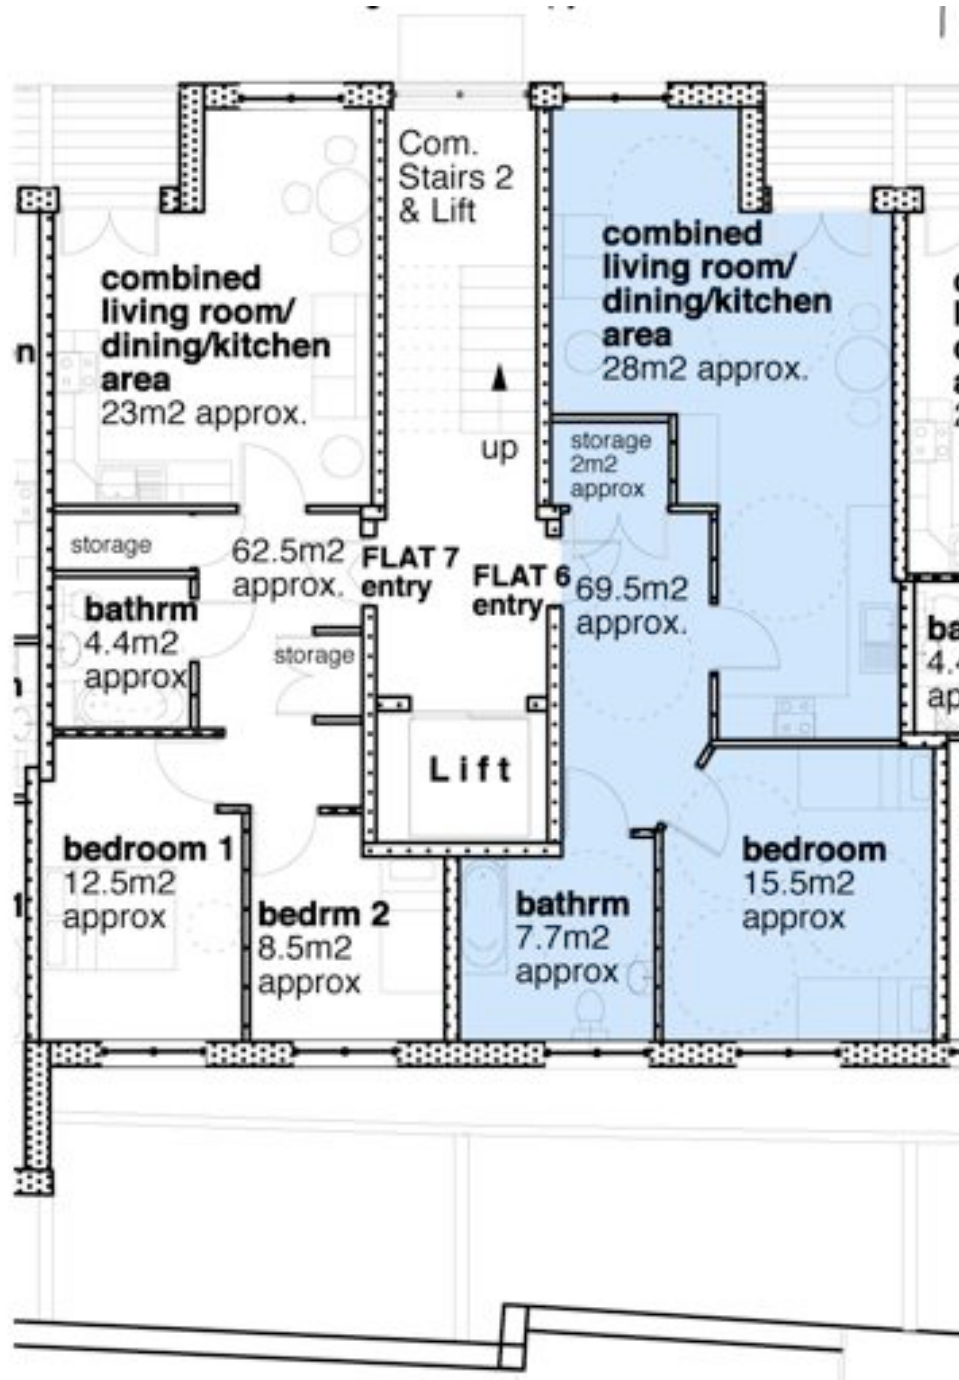 Com.
Stairs 2
& Lift
combined
living room/
dining/kitchen
area
23m2 approx.
combined
living room/
dining/kitchen
area
28m2 approx.
up
storage
2m2
approx
storage
62.5m2
approx.
FLAT 7
entry
FLAT 6
entry
69.5m2
approx.
bathrm
4.4m2
approx
storage
Lift
bedroom 1
12.5m2
approx
bedrm 2
8.5m2
approx
bathrm
7.7m2
approx
bedroom
15.5m2
approx